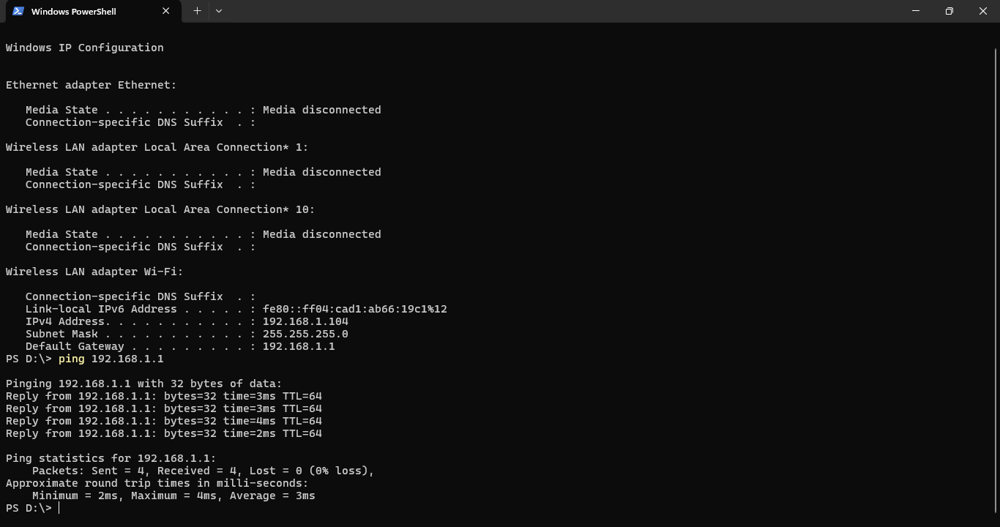 Windows PowerShell
Windows IP Configuration
Ethernet adapter Ethernet:
   Media State . . . . . . . . . . . : Media disconnected
   Connection-specific DNS Suffix  . :
Wireless LAN adapter Local Area Connection* 1:
   Media State . . . . . . . . . . . : Media disconnected
   Connection-specific DNS Suffix  . :
Wireless LAN adapter Local Area Connection* 10:
   Media State . . . . . . . . . . . : Media disconnected
   Connection-specific DNS Suffix  . :
Wireless LAN adapter Wi-Fi:
   Connection-specific DNS Suffix  . :
   Link-local IPv6 Address . . . . . : fe80::ff04:cad1:ab66:19c1%12
   IPv4 Address. . . . . . . . . . . : 192.168.1.104
   Subnet Mask . . . . . . . . . . . : 255.255.255.0
   Default Gateway . . . . . . . . . : 192.168.1.1
PS D:\> ping 192.168.1.1
Pinging 192.168.1.1 with 32 bytes of data:
Reply from 192.168.1.1: bytes=32 time=3ms TTL=64
Reply from 192.168.1.1: bytes=32 time=3ms TTL=64
Reply from 192.168.1.1: bytes=32 time=4ms TTL=64
Reply from 192.168.1.1: bytes=32 time=2ms TTL=64
Ping statistics for 192.168.1.1:
    Packets: Sent = 4, Received = 4, Lost = 0 (0% loss),
Approximate round trip times in milli-seconds:
    Minimum = 2ms, Maximum = 4ms, Average = 3ms
PS D:\>